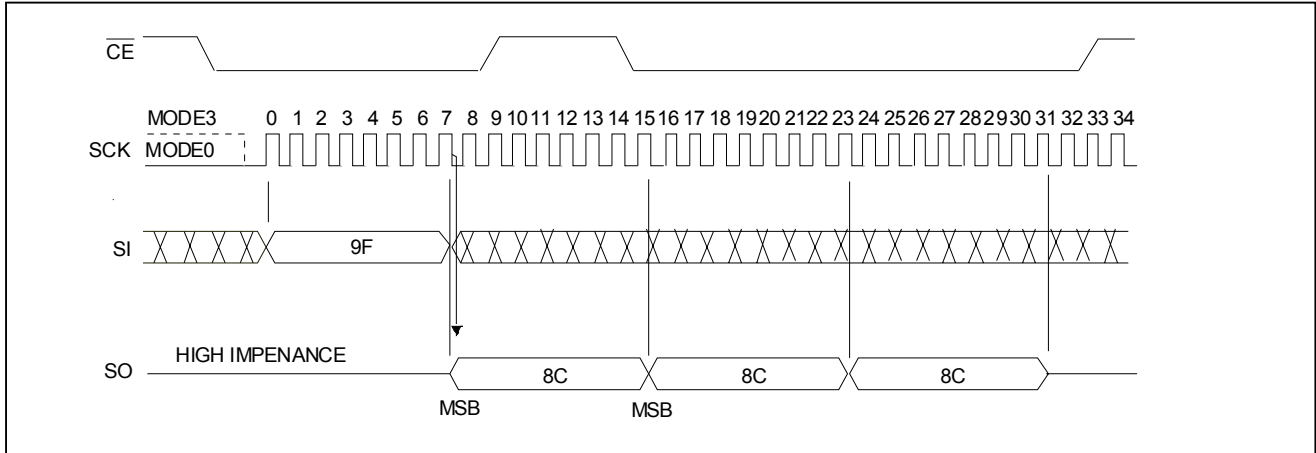 CE
MODE3 0 1 2 3 4 5 6 7 8 9 10 11 12 13 14 15 16 17 18 19 20 21 22 23 24 25 26 27 28 29 30 31 32 33 34
SCK MODE0
SI 9F
HIGH IMPENANCE
SO 8C 8C 8C
MSB MSB